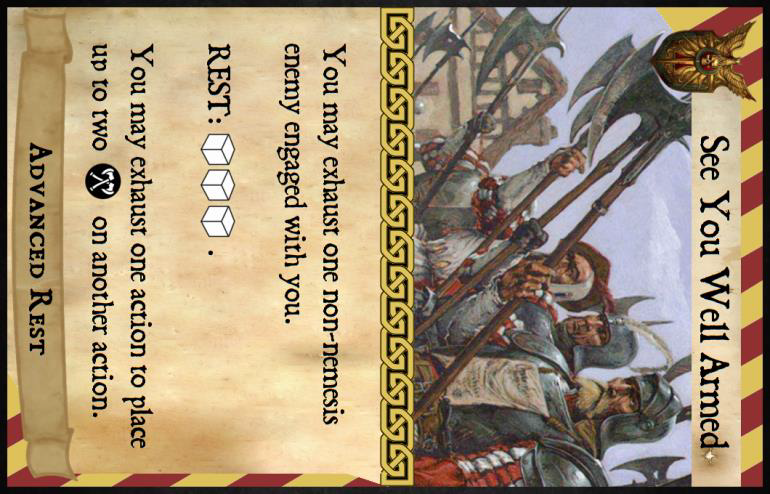 See You Well Armed
You may exhaust one non-nemesis
enemy engaged with you.
REST: .
You may exhaust one action to place
up to two on another action.
ADVANCED REST